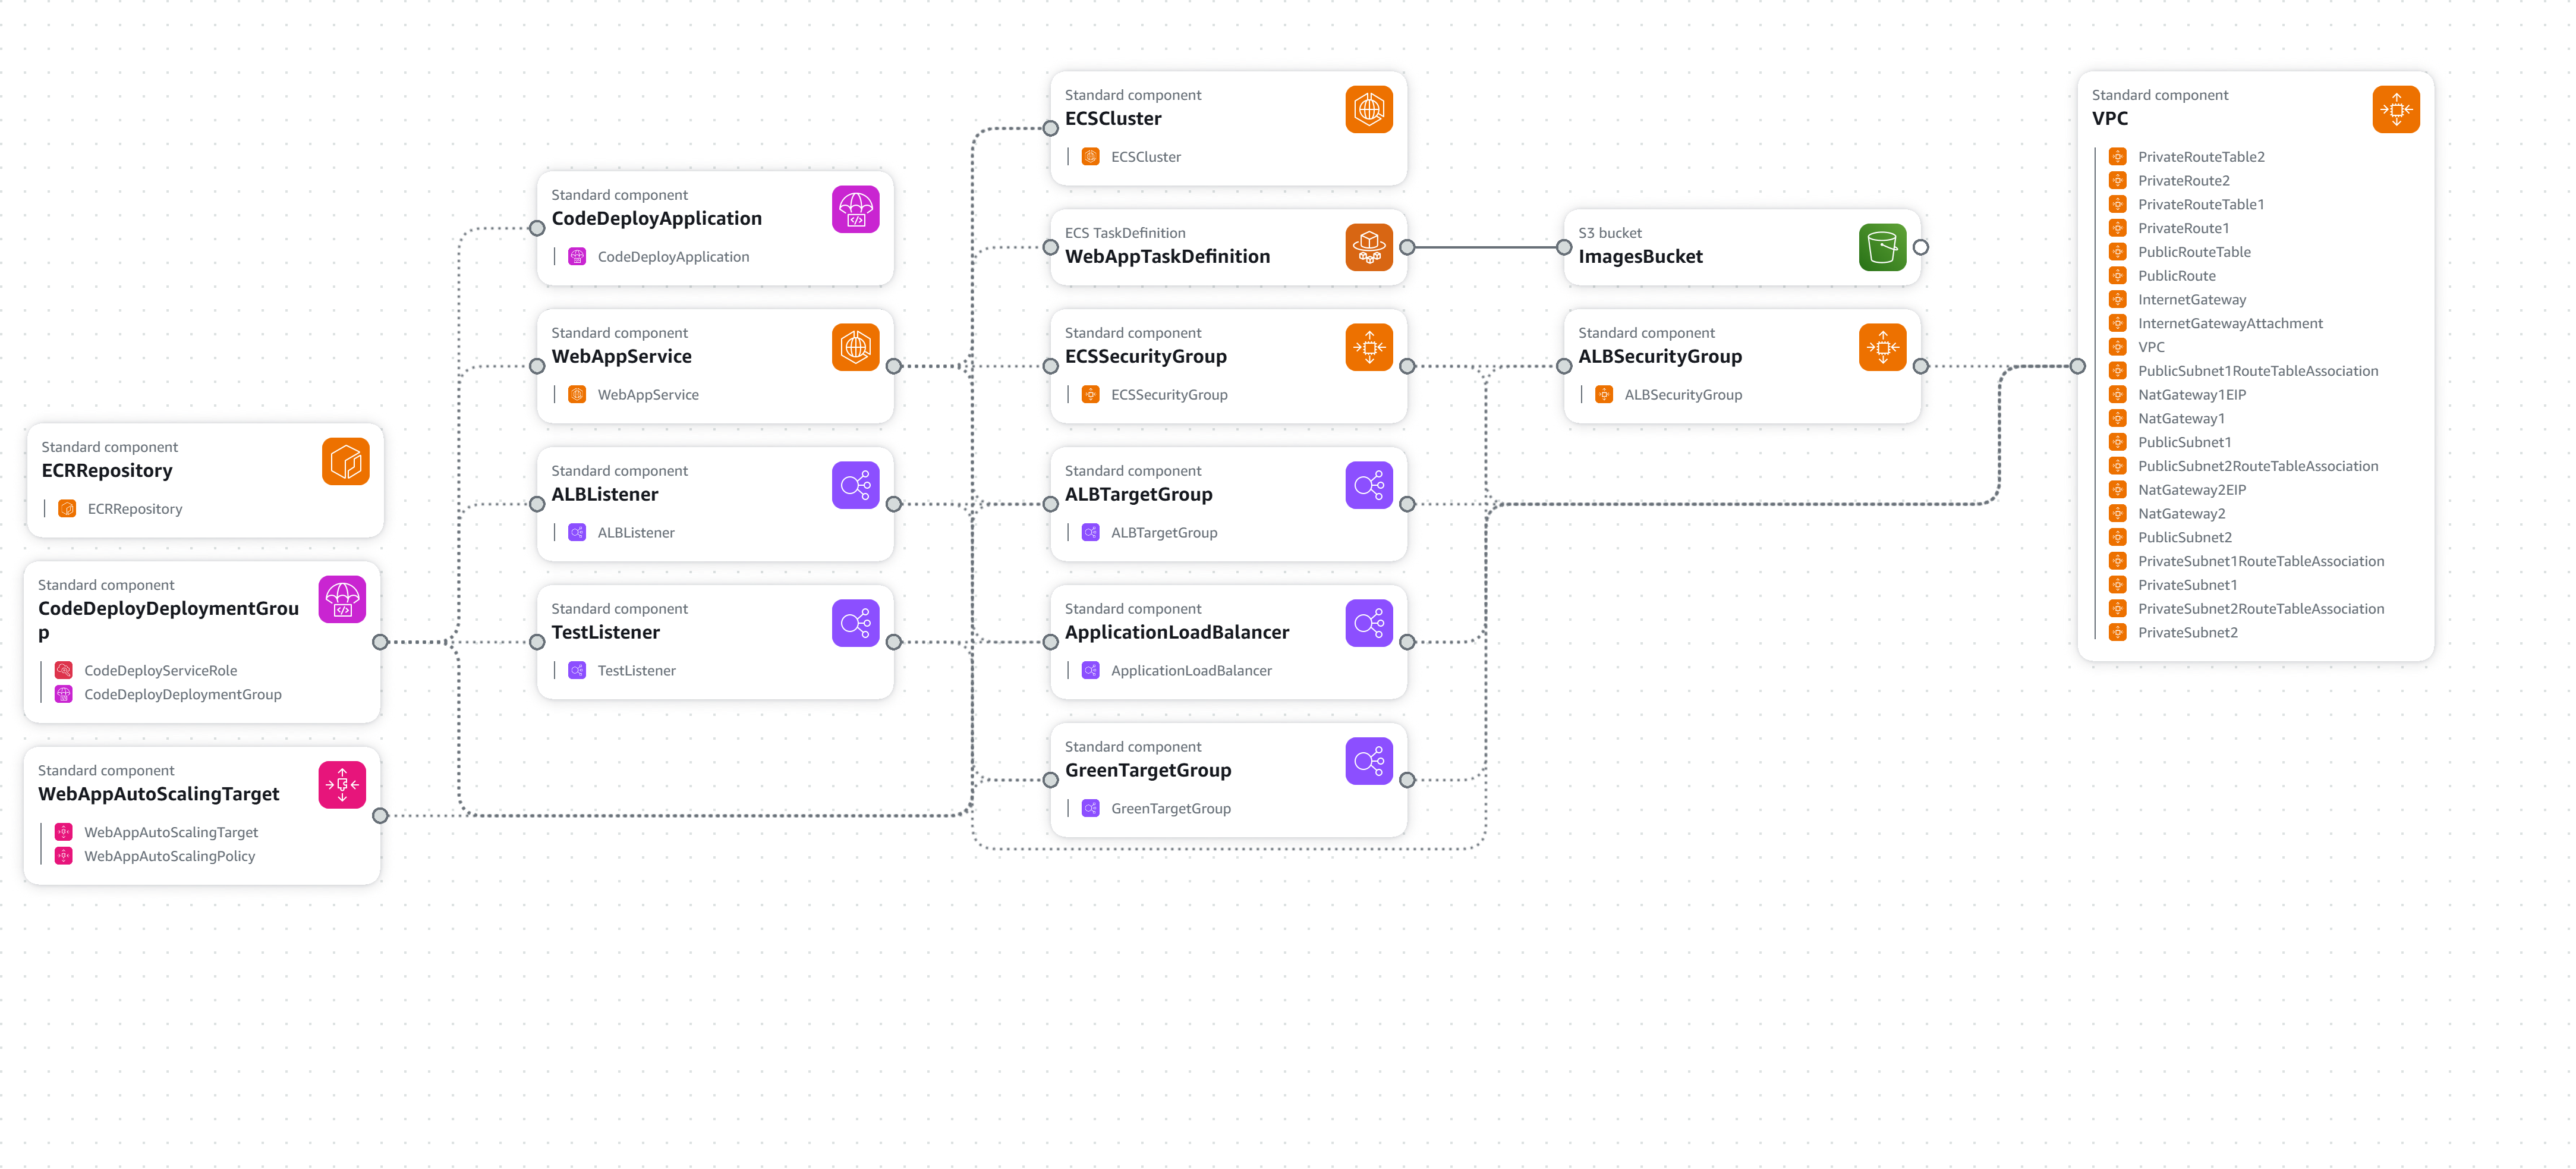 Standard component
ECRRepository
ECRRepository
Standard component
CodeDeployDeploymentGrou
p
CodeDeployServiceRole
CodeDeployDeploymentGroup
Standard component
WebAppAutoScalingTarget
WebAppAutoScalingTarget
WebAppAutoScalingPolicy
Standard component
CodeDeployApplication
CodeDeployApplication
Standard component
WebAppService
WebAppService
Standard component
ALBListener
ALBListener
Standard component
TestListener
TestListener
Standard component
ECSCluster
ECSCluster
ECS TaskDefinition
WebAppTaskDefinition
Standard component
ECSSecurityGroup
ECSSecurityGroup
Standard component
ALBTargetGroup
ALBTargetGroup
Standard component
ApplicationLoadBalancer
ApplicationLoadBalancer
Standard component
GreenTargetGroup
GreenTargetGroup
S3 bucket
ImagesBucket
Standard component
ALBSecurityGroup
ALBSecurityGroup
Standard component
VPC
PrivateRouteTable2
PrivateRoute2
PrivateRouteTable1
PrivateRoute1
PublicRouteTable
PublicRoute
InternetGateway
InternetGatewayAttachment
VPC
PublicSubnet1RouteTableAssociation
NatGateway1EIP
NatGateway1
PublicSubnet1
PublicSubnet2RouteTableAssociation
NatGateway2EIP
NatGateway2
PublicSubnet2
PrivateSubnet1RouteTableAssociation
PrivateSubnet1
PrivateSubnet2RouteTableAssociation
PrivateSubnet2